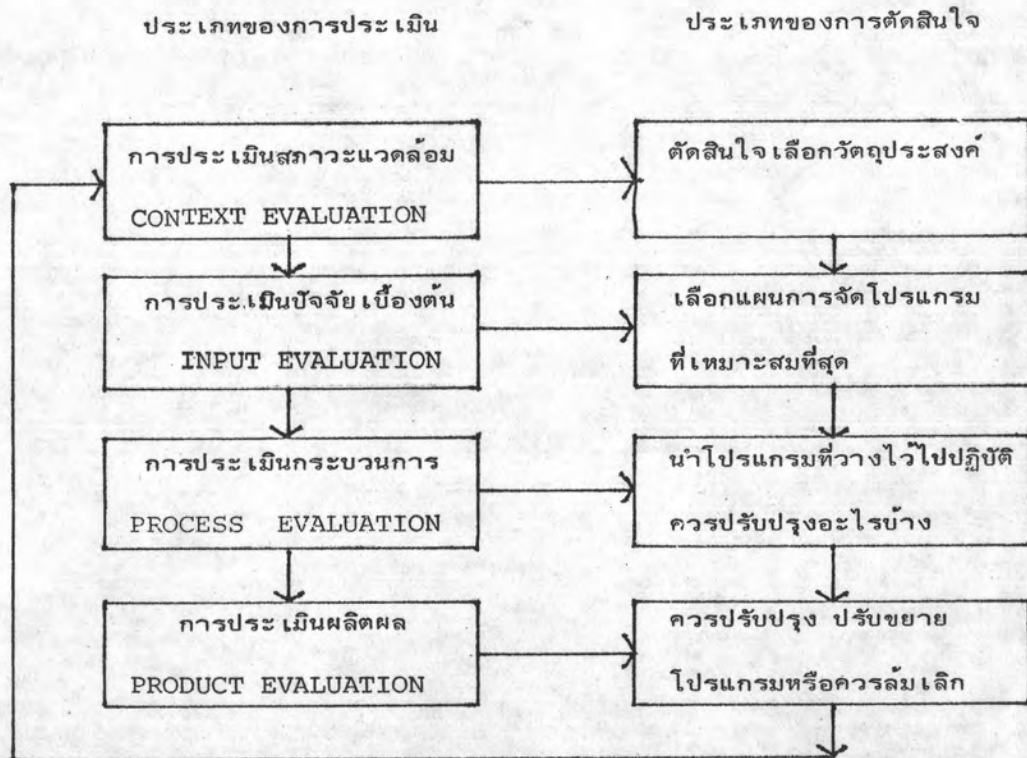 ประเภทของการประเมิน
ประเภทของการตัดสินใจ
การประเมินสภาวะแวดล้อม
CONTEXT EVALUATION
ตัดสินใจเลือกวัตถุประสงค์
การประเมินปัจจัยเบื้องต้น
INPUT EVALUATION
เลือกแผนการจัดโปรแกรม
ที่เหมาะสมที่สุด
การประเมินกระบวนการ
PROCESS EVALUATION
นำโปรแกรมที่วางไว้ไปปฏิบัติ
ควรปรับปรุงอะไรบ้าง
การประเมินผลิตผล
PRODUCT EVALUATION
ควรปรับปรุง ปรับขยาย
โปรแกรมหรือควรล้มเลิก